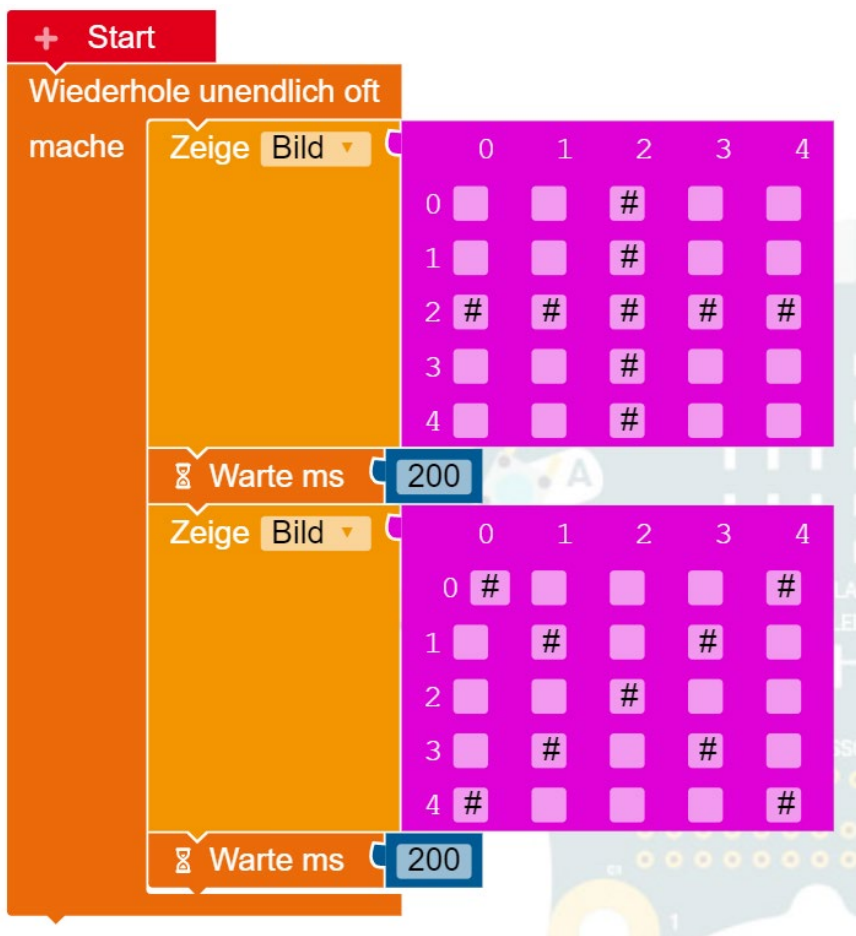 + Start
Wiederhole unendlich oft
mache Zeige Bild 0 1 2 3 4
0 #
1 #
2 # # # # #
3 #
4 #
Warte ms 200
A
Zeige Bild 0 1 2 3 4
0 # #
1 # #
2 #
3 # #
4 # #
Warte ms 200
1